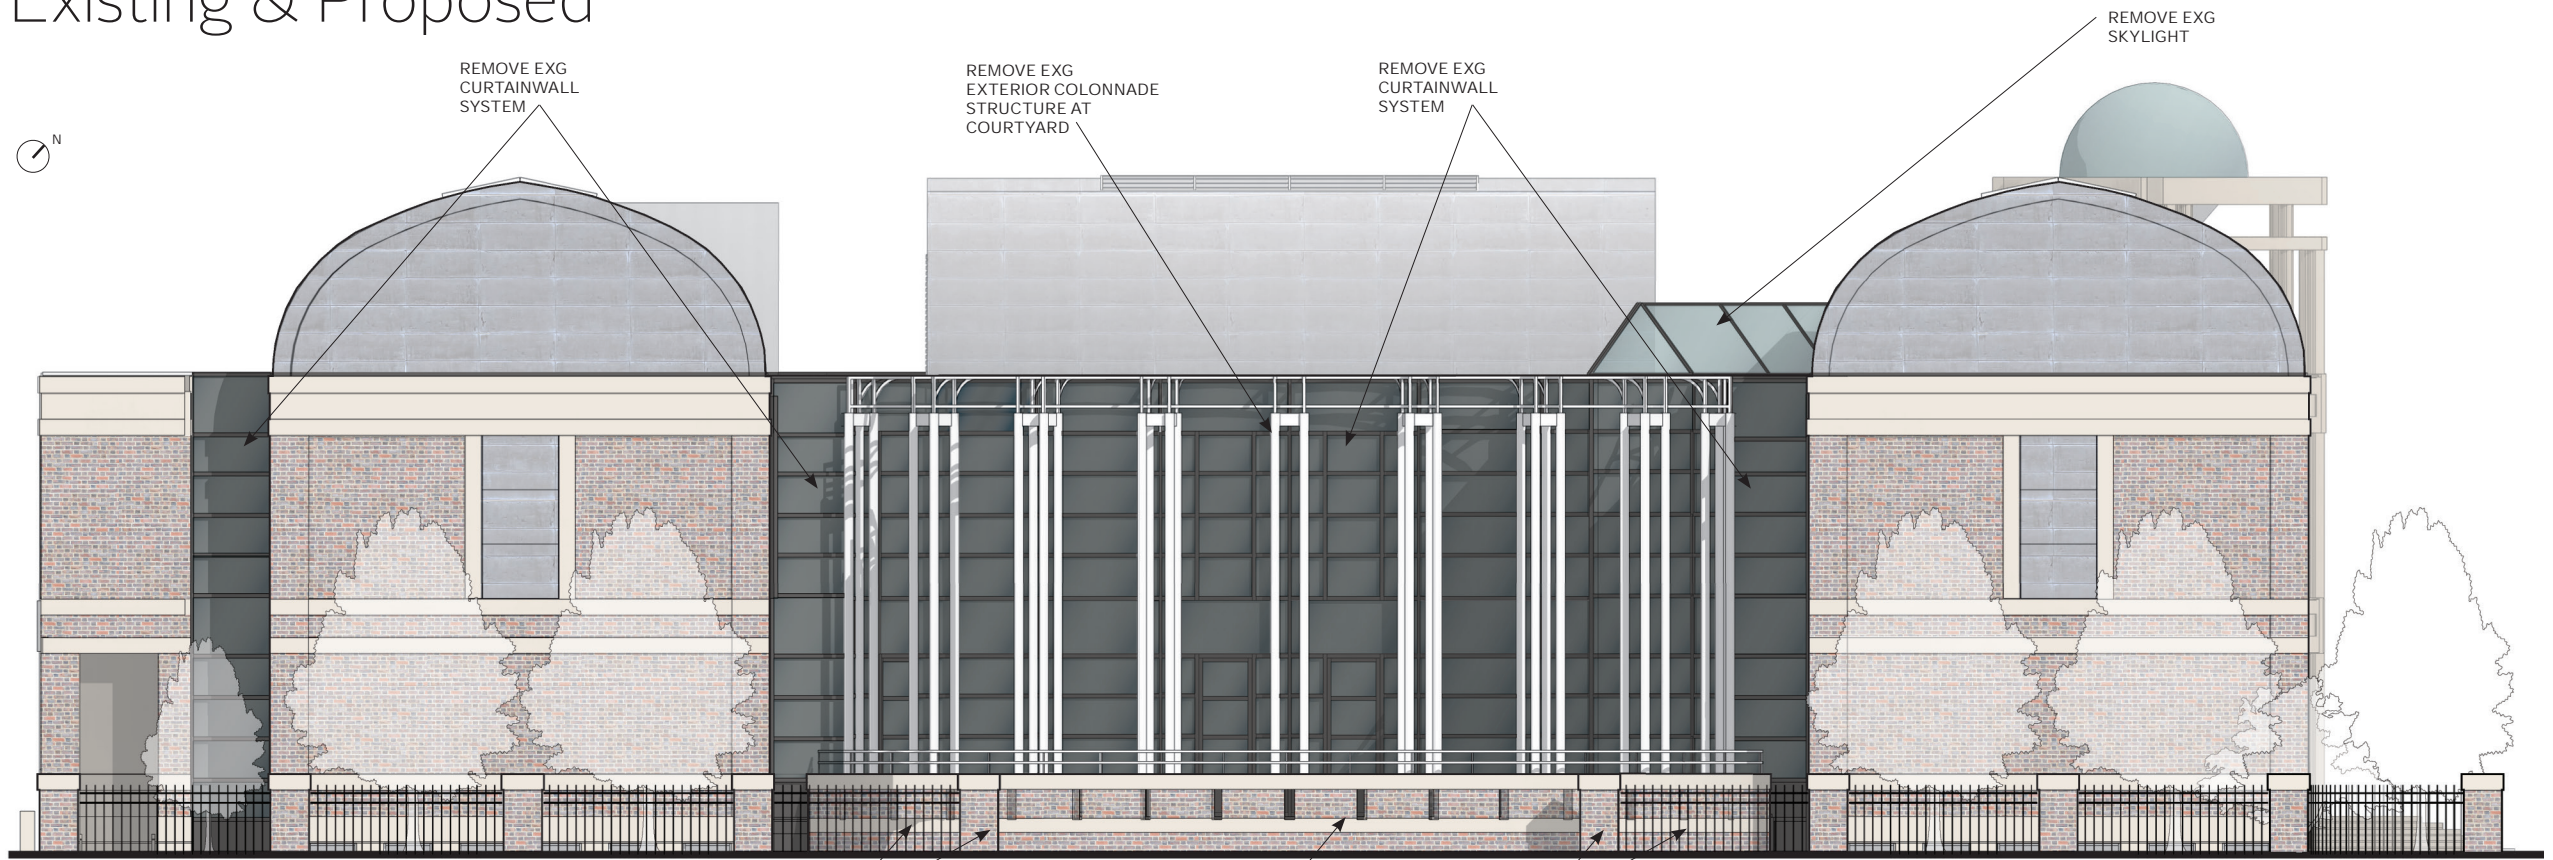 Existing & Proposed
REMOVE EXG
SKYLIGHT
REMOVE EXG
CURTAINWALL
SYSTEM
REMOVE EXG
EXTERIOR COLONNADE
STRUCTURE AT
COURTYARD
REMOVE EXG
CURTAINWALL
SYSTEM
N